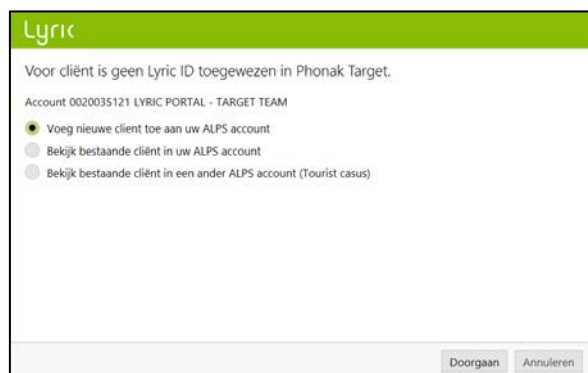 Lyric
Voor cliënt is geen Lyric ID toegewezen in Phonak Target.
Account 0020035121 LYRIC PORTAL - TARGET TEAM
Voeg nieuwe client toe aan uw ALPS account
Bekijk bestaande cliënt in uw ALPS account
Bekijk bestaande cliënt in een ander ALPS account (Tourist casus)
Doorgaan Annuleren